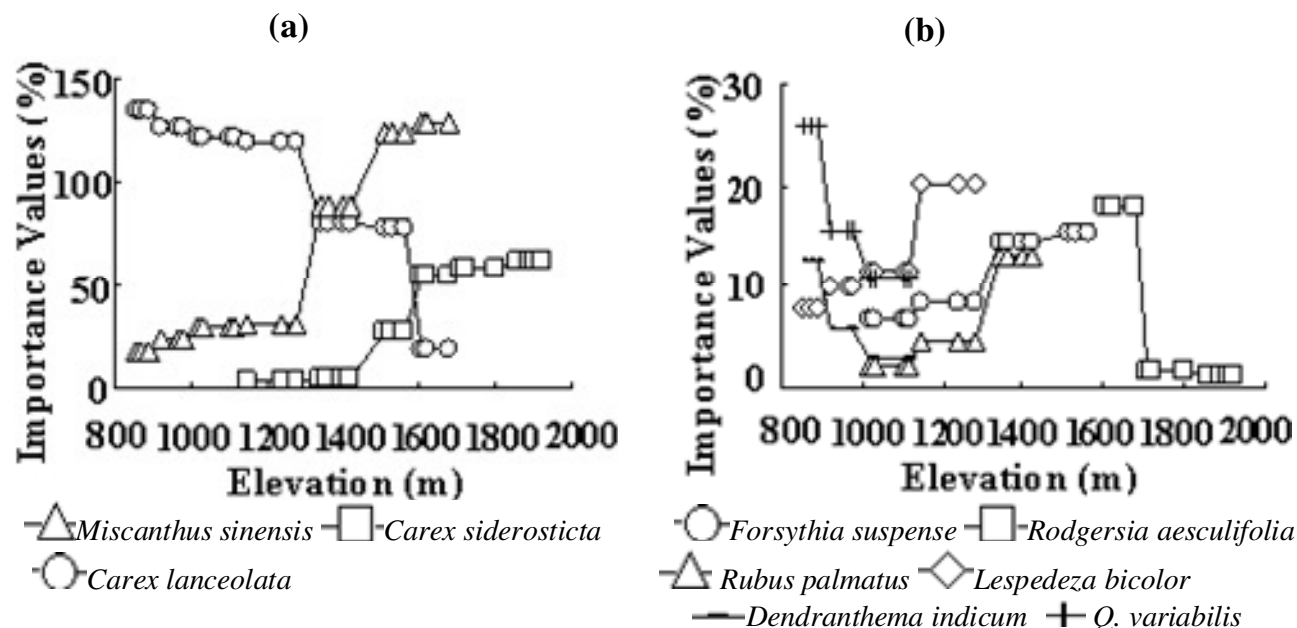 (a)
Importance Values (%)
150
100
50
0
800 1000 1200 1400 1600 1800 2000
Elevation (m)
Miscanthus sinensis Carex siderosticta
Carex lanceolata
(b)
Importance Values (%)
30
20
10
0
800 1000 1200 1400 1600 1800 2000
Elevation (m)
Forsythia suspense Rodgersia aesculifolia
Rubus palmatus Lespedeza bicolor
Dendranthema indicum Q. variabilis